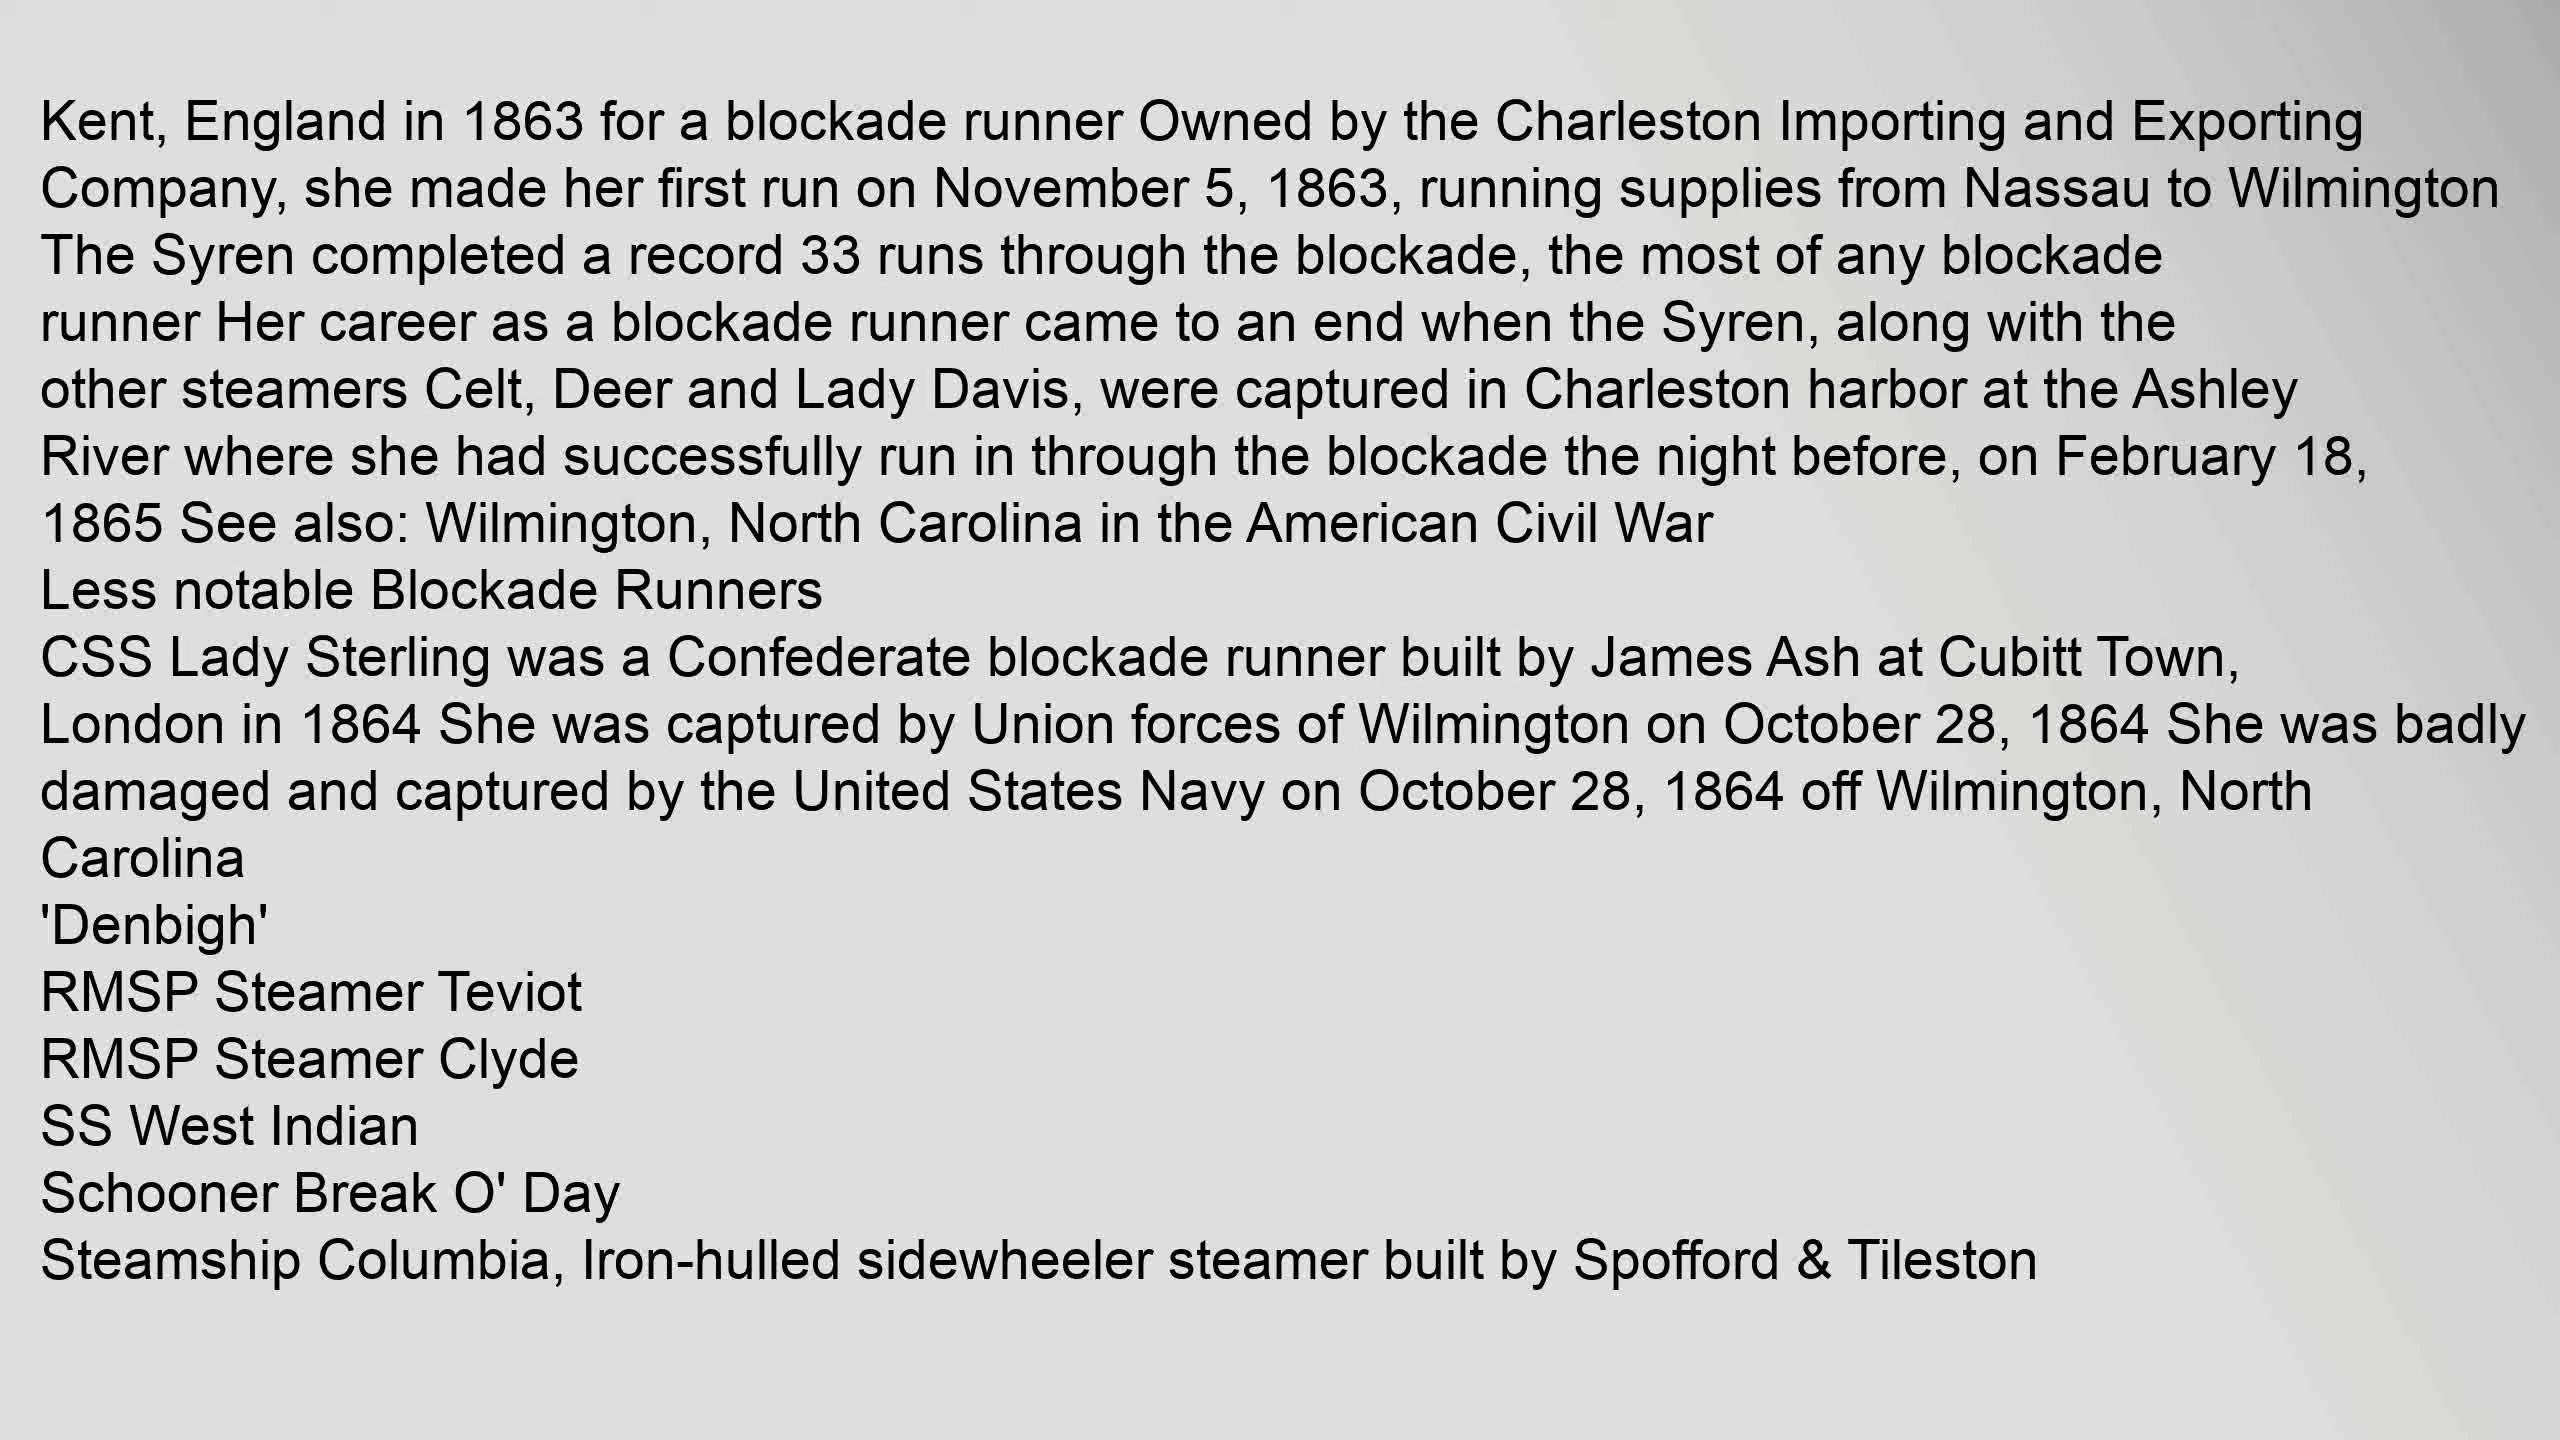 Kent, England in 1863 for a blockade runner Owned by the Charleston Importing and Exporting
Company, she made her first run on November 5, 1863, running supplies from Nassau to Wilmington
The Syren completed a record 33 runs through the blockade, the most of any blockade
runner Her career as a blockade runner came to an end when the Syren, along with the
other steamers Celt, Deer and Lady Davis, were captured in Charleston harbor at the Ashley
River where she had successfully run in through the blockade the night before, on February 18,
1865 See also: Wilmington, North Carolina in the American Civil War
Less notable Blockade Runners
CSS Lady Sterling was a Confederate blockade runner built by James Ash at Cubitt Town,
London in 1864 She was captured by Union forces of Wilmington on October 28, 1864 She was badly
damaged and captured by the United States Navy on October 28, 1864 off Wilmington, North
Carolina
'Denbigh'
RMSP Steamer Teviot
RMSP Steamer Clyde
SS West Indian
Schooner Break O' Day
Steamship Columbia, Iron-hulled sidewheeler steamer built by Spofford & Tileston